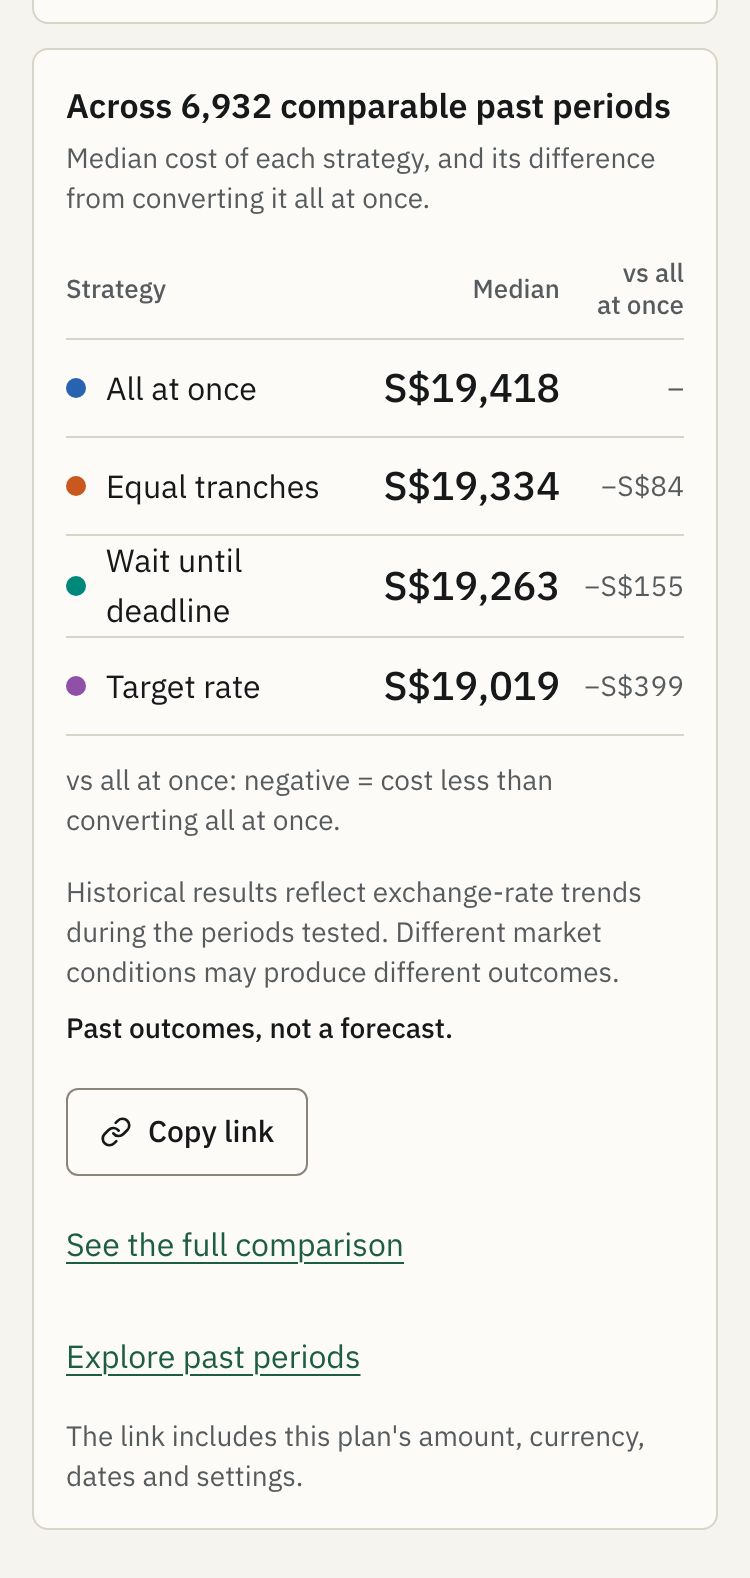 Across 6,932 comparable past periods
Median cost of each strategy, and its difference
from converting it all at once.
Strategy Median vs all
at once
All at once S$19,418 –
Equal tranches S$19,334 –S$84
Wait until
deadline S$19,263 –S$155
Target rate S$19,019 –S$399
vs all at once: negative = cost less than
converting all at once.
Historical results reflect exchange-rate trends
during the periods tested. Different market
conditions may produce different outcomes.
Past outcomes, not a forecast.
Copy link
See the full comparison
Explore past periods
The link includes this plan's amount, currency,
dates and settings.